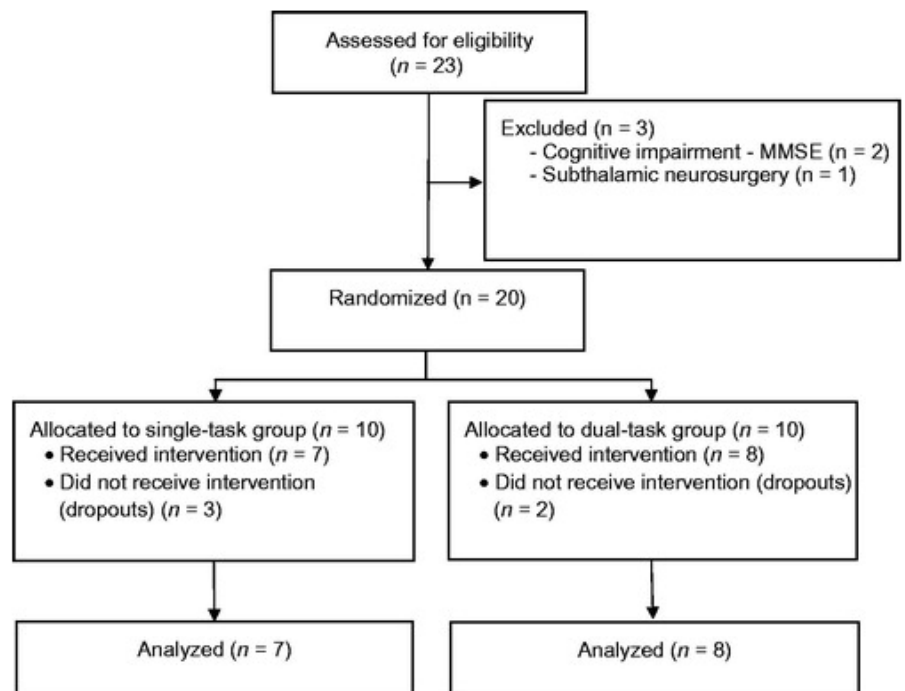 Assessed for eligibility
(n = 23)
Excluded (n = 3)
- Cognitive impairment - MMSE (n = 2)
- Subthalamic neurosurgery (n = 1)
Randomized (n = 20)
Allocated to single-task group (n = 10)
• Received intervention (n = 7)
• Did not receive intervention
(dropouts) (n = 3)
Allocated to dual-task group (n = 10)
• Received intervention (n = 8)
• Did not receive intervention (dropouts)
(n = 2)
Analyzed (n = 7)
Analyzed (n = 8)